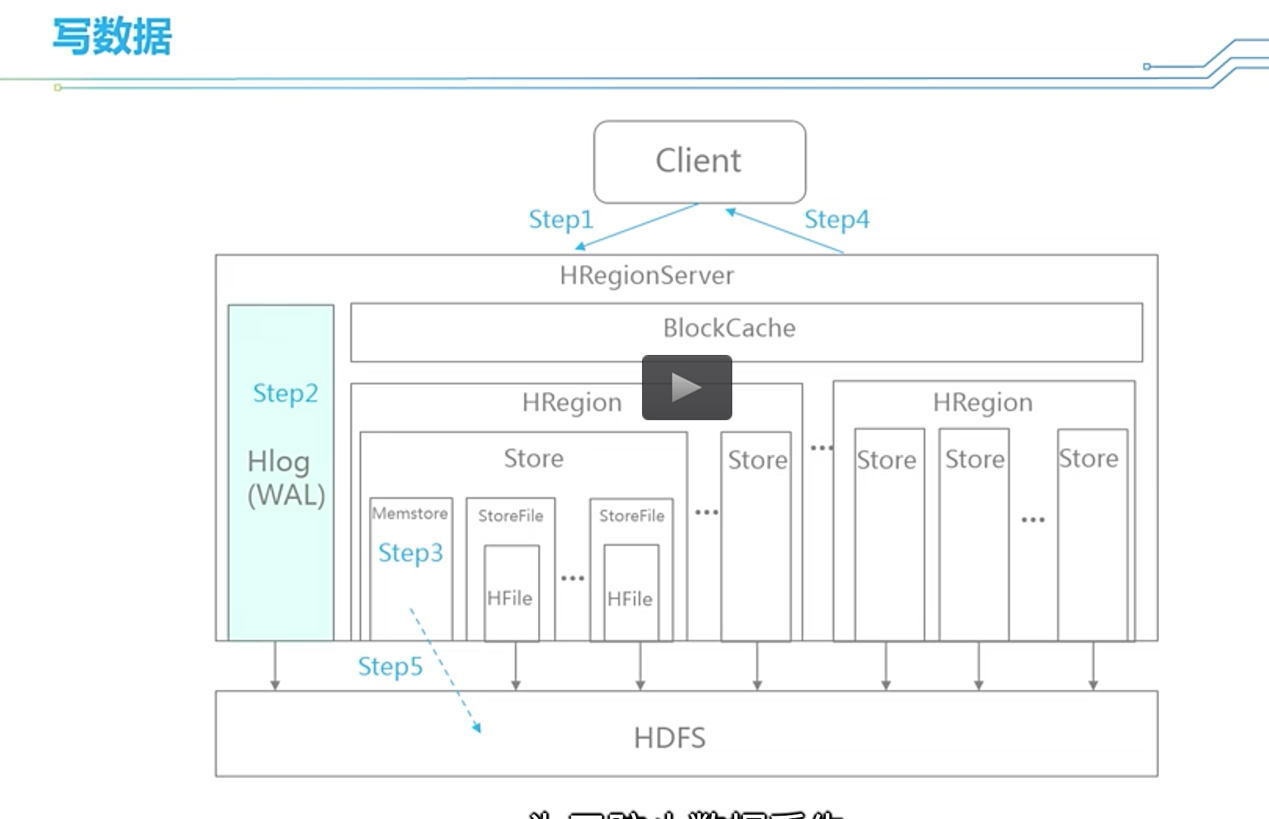 写数据
Client
Step1
Step4
HRegionServer
BlockCache
Step2
Hlog
(WAL)
HRegion
HRegion
Store
Store
Store
Store
Store
Memstore
StoreFile
StoreFile
Step3
HFile
HFile
...
...
...
...
Step5
HDFS